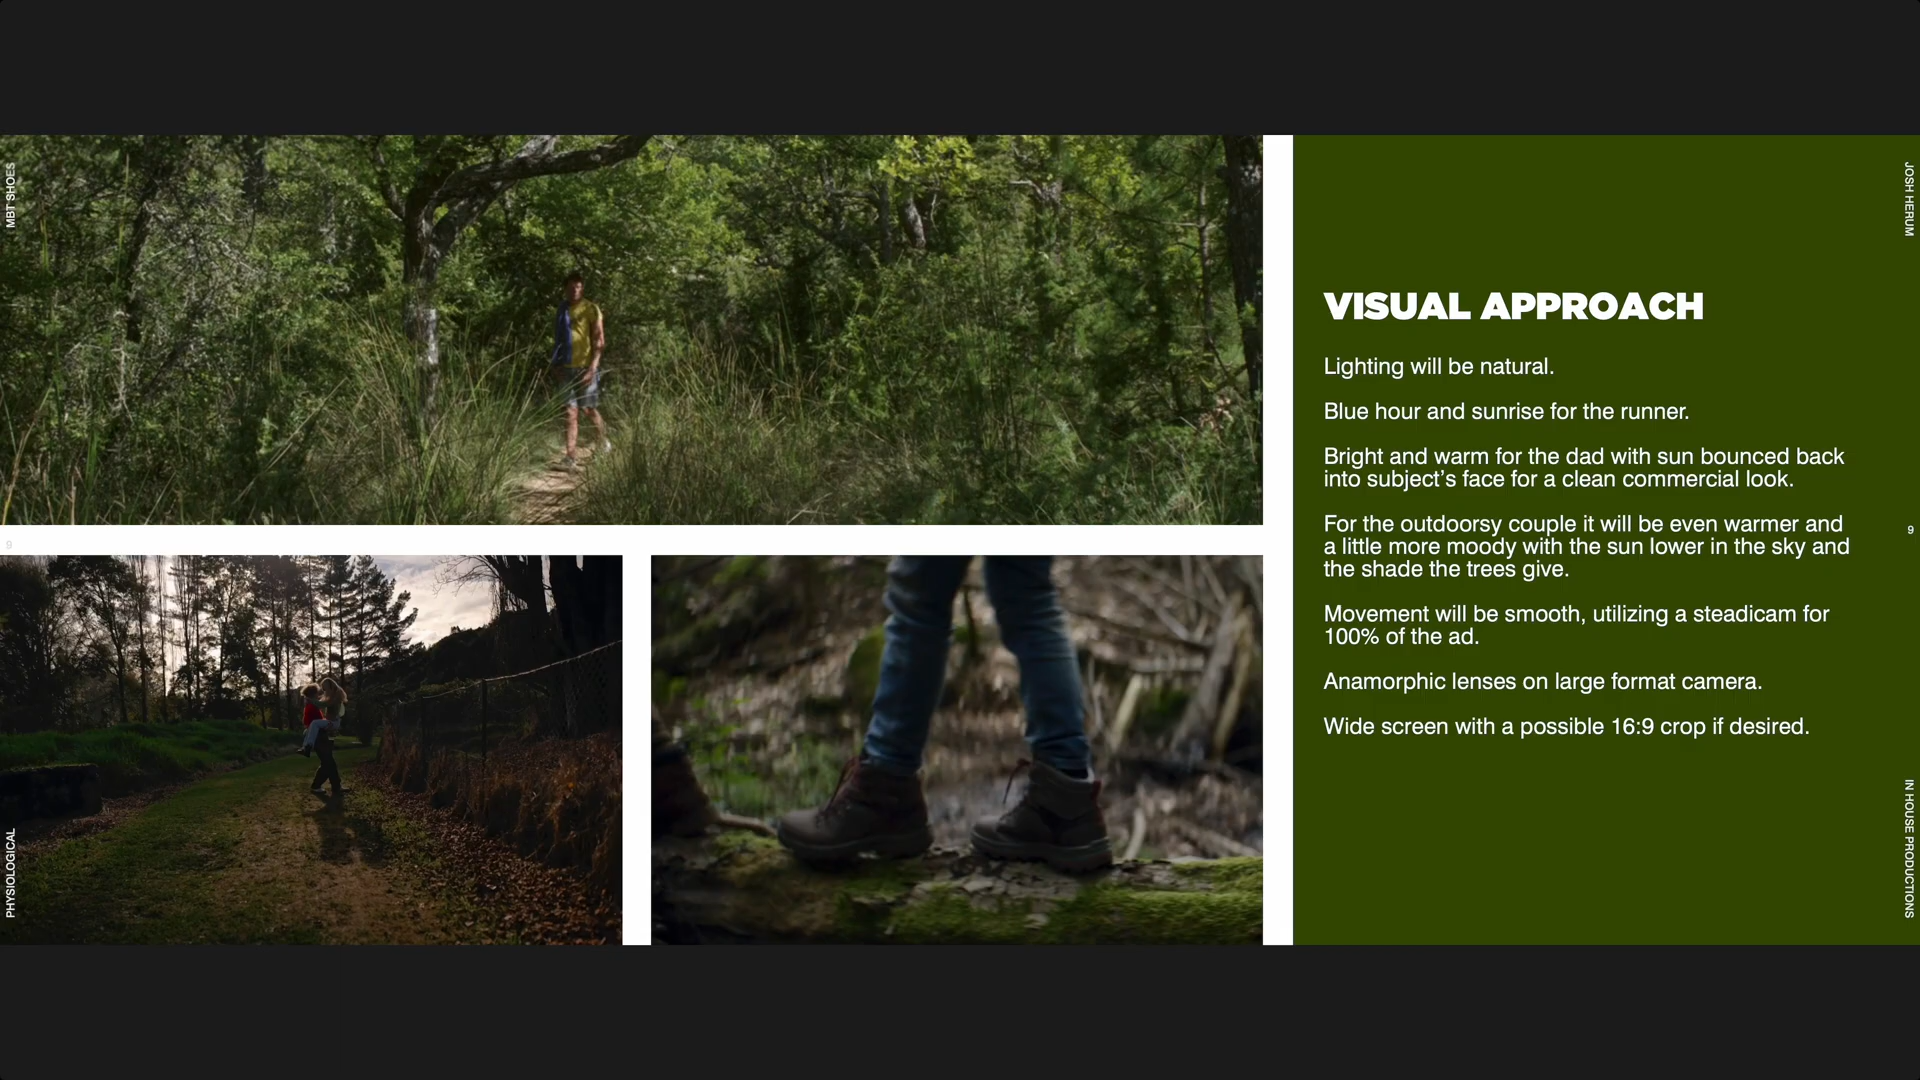 MBT SHOES
JOSH HERUM
VISUAL APPROACH
Lighting will be natural.
Blue hour and sunrise for the runner.
Bright and warm for the dad with sun bounced back
into subject’s face for a clean commercial look.
For the outdoorsy couple it will be even warmer and
a little more moody with the sun lower in the sky and
the shade the trees give.
Movement will be smooth, utilizing a steadicam for
100% of the ad.
Anamorphic lenses on large format camera.
Wide screen with a possible 16:9 crop if desired.
9
9
PHYSIOLOGICAL
IN HOUSE PRODUCTIONS